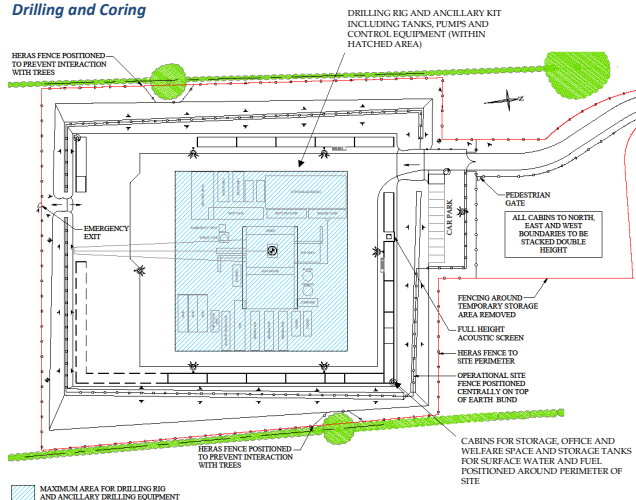 Drilling and Coring
DRILLING RIG AND ANCILLARY KIT
INCLUDING TANKS, PUMPS AND
CONTROL EQUIPMENT (WITHIN
HATCHED AREA)
HERAS FENCE POSITIONED
TO PREVENT INTERACTION
WITH TREES
PEDESTRIAN
GATE
CAR PARK
ALL CABINS TO NORTH,
EAST AND WEST
BOUNDARIES TO BE
STACKED DOUBLE
HEIGHT
EMERGENCY
EXIT
FENCING AROUND
TEMPORARY STORAGE
AREA REMOVED
FULL HEIGHT
ACOUSTIC SCREEN
HERAS FENCE TO
SITE PERIMETER
OPERATIONAL SITE
FENCE POSITIONED
CENTRALLY ON TOP
OF EARTH BUND
HERAS FENCE POSITIONED
TO PREVENT INTERACTION
WITH TREES
CABINS FOR STORAGE, OFFICE AND
WELFARE SPACE AND STORAGE TANKS
FOR SURFACE WATER AND FUEL
POSITIONED AROUND PERIMETER OF
SITE
MAXIMUM AREA FOR DRILLING RIG
AND ANCILLARY DRILLING EQUIPMENT